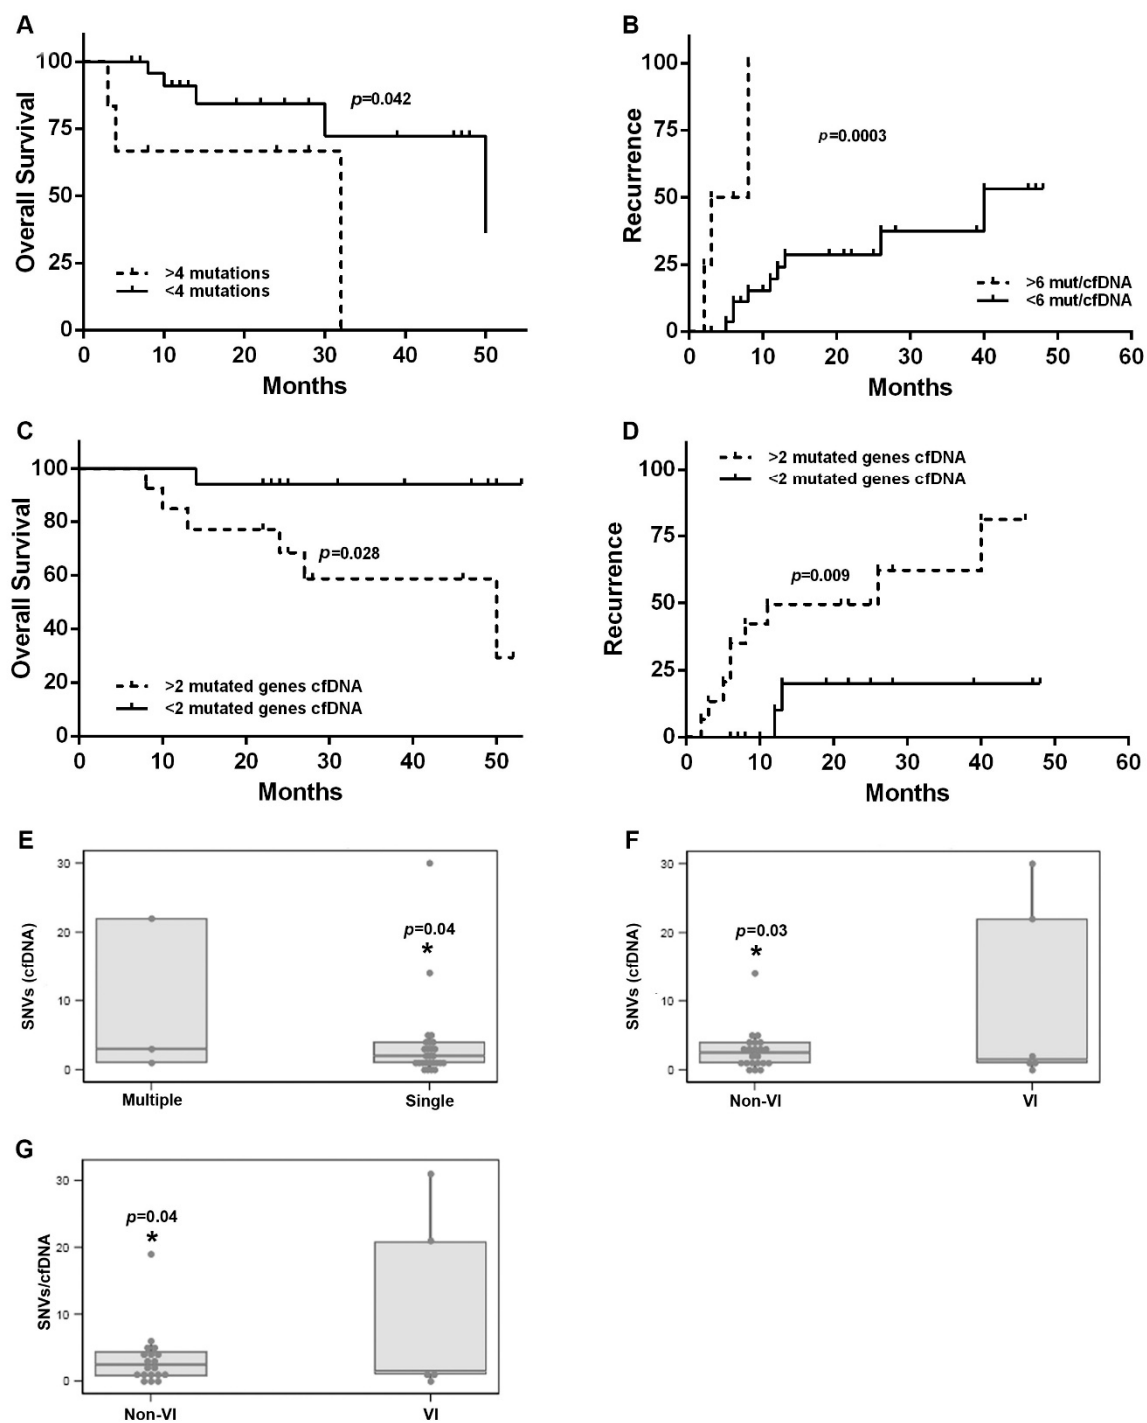 A
100
75
50
25
0
Overall Survival
p=0.042
>4 mutations
<4 mutations
0 10 20 30 40 50
Months
B
100
75
50
25
0
Recurrence
p=0.0003
>6 mut/cfDNA
<6 mut/cfDNA
0 10 20 30 40 50 60
Months
C
100
80
60
40
20
0
Overall Survival
p=0.028
>2 mutated genes cfDNA
<2 mutated genes cfDNA
0 10 20 30 40 50
Months
D
>2 mutated genes cfDNA
<2 mutated genes cfDNA
100
75
50
25
0
Recurrence
p=0.009
0 10 20 30 40 50 60
Months
E
30
20
10
0
SNVs (cfDNA)
p=0.04
*
Multiple Single
F
30
20
10
0
SNVs (cfDNA)
p=0.03
*
Non-VI VI
G
30
20
10
0
SNVs/cfDNA
p=0.04
*
Non-VI VI